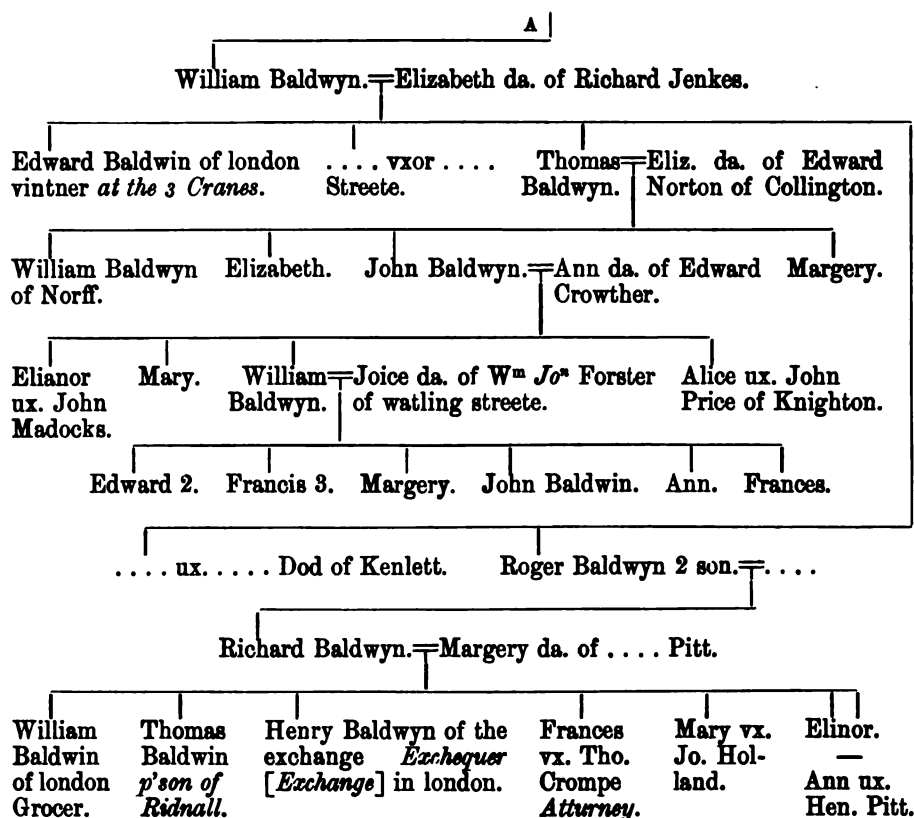 A
William Baldwyn.=Elizabeth da. of Richard Jenkes.
Edward Baldwin of london
vintner at the 3 Cranes.
.... vxor ....
Streete.
Thomas=Eliz. da. of Edward
Baldwyn. Norton of Collington.
William Baldwyn
of Norff.
Elizabeth.
John Baldwyn.=Ann da. of Edward
Crowther.
Margery.
Elianor
ux. John
Madocks.
Mary.
William=Joice da. of Wᵐ Joⁿ Forster
Baldwyn. of watling streete.
Alice ux. John
Price of Knighton.
Edward 2. Francis 3. Margery. John Baldwin. Ann. Frances.
.... ux..... Dod of Kenlett. Roger Baldwyn 2 son.=....
Richard Baldwyn.=Margery da. of .... Pitt.
William
Baldwin
of london
Grocer.
Thomas
Baldwin
p'son of
Ridnall.
Henry Baldwyn of the
exchange Exchequer
[Exchange] in london.
Frances
vx. Tho.
Crompe
Atturney.
Mary vx.
Jo. Hol-
land.
Elinor.
—
Ann ux.
Hen. Pitt.